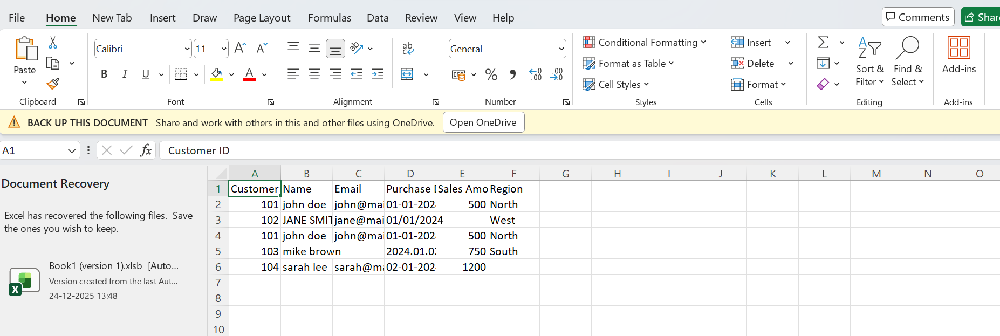 File Home New Tab Insert Draw Page Layout Formulas Data Review View Help Comments Shar
Calibri 11 A A ab c General Conditional Formatting Insert Σ A Z
Paste B I U A % , ←0 .00 .00 →0 Format as Table Delete Sort & Filter Find & Select Add-ins
Cell Styles Format
Clipboard Font Alignment Number Styles Cells Editing Add-ins
BACK UP THIS DOCUMENT Share and work with others in this and other files using OneDrive. Open OneDrive
A1 fx Customer ID
Document Recovery
Excel has recovered the following files. Save
the ones you wish to keep.
X
Book1 (version 1).xlsb [Auto...
Version created from the last Aut...
24-12-2025 13:48
A B C D E F G H I J K L M N O
1 Customer Name Email Purchase Sales Amo Region
2 101 john doe john@mai 01-01-202 500 North
3 102 JANE SMIT jane@mai 01/01/2024 West
4 101 john doe john@mai 01-01-202 500 North
5 103 mike brown 2024.01.0 750 South
6 104 sarah lee sarah@m 02-01-202 1200
7
8
9
10